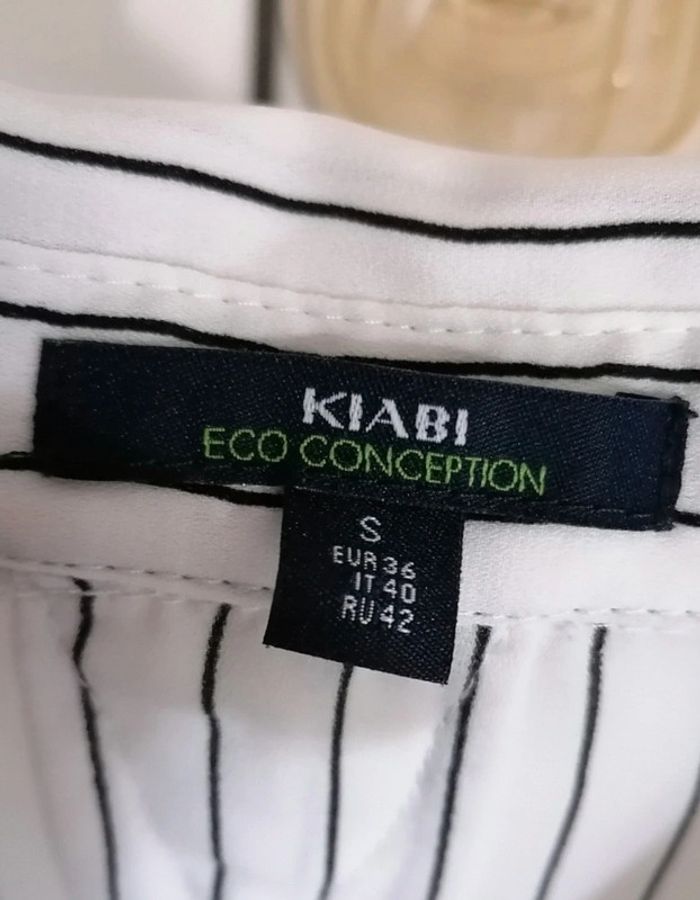 KIABI
ECO CONCEPTION
S
EUR 36
IT 40
RU 42